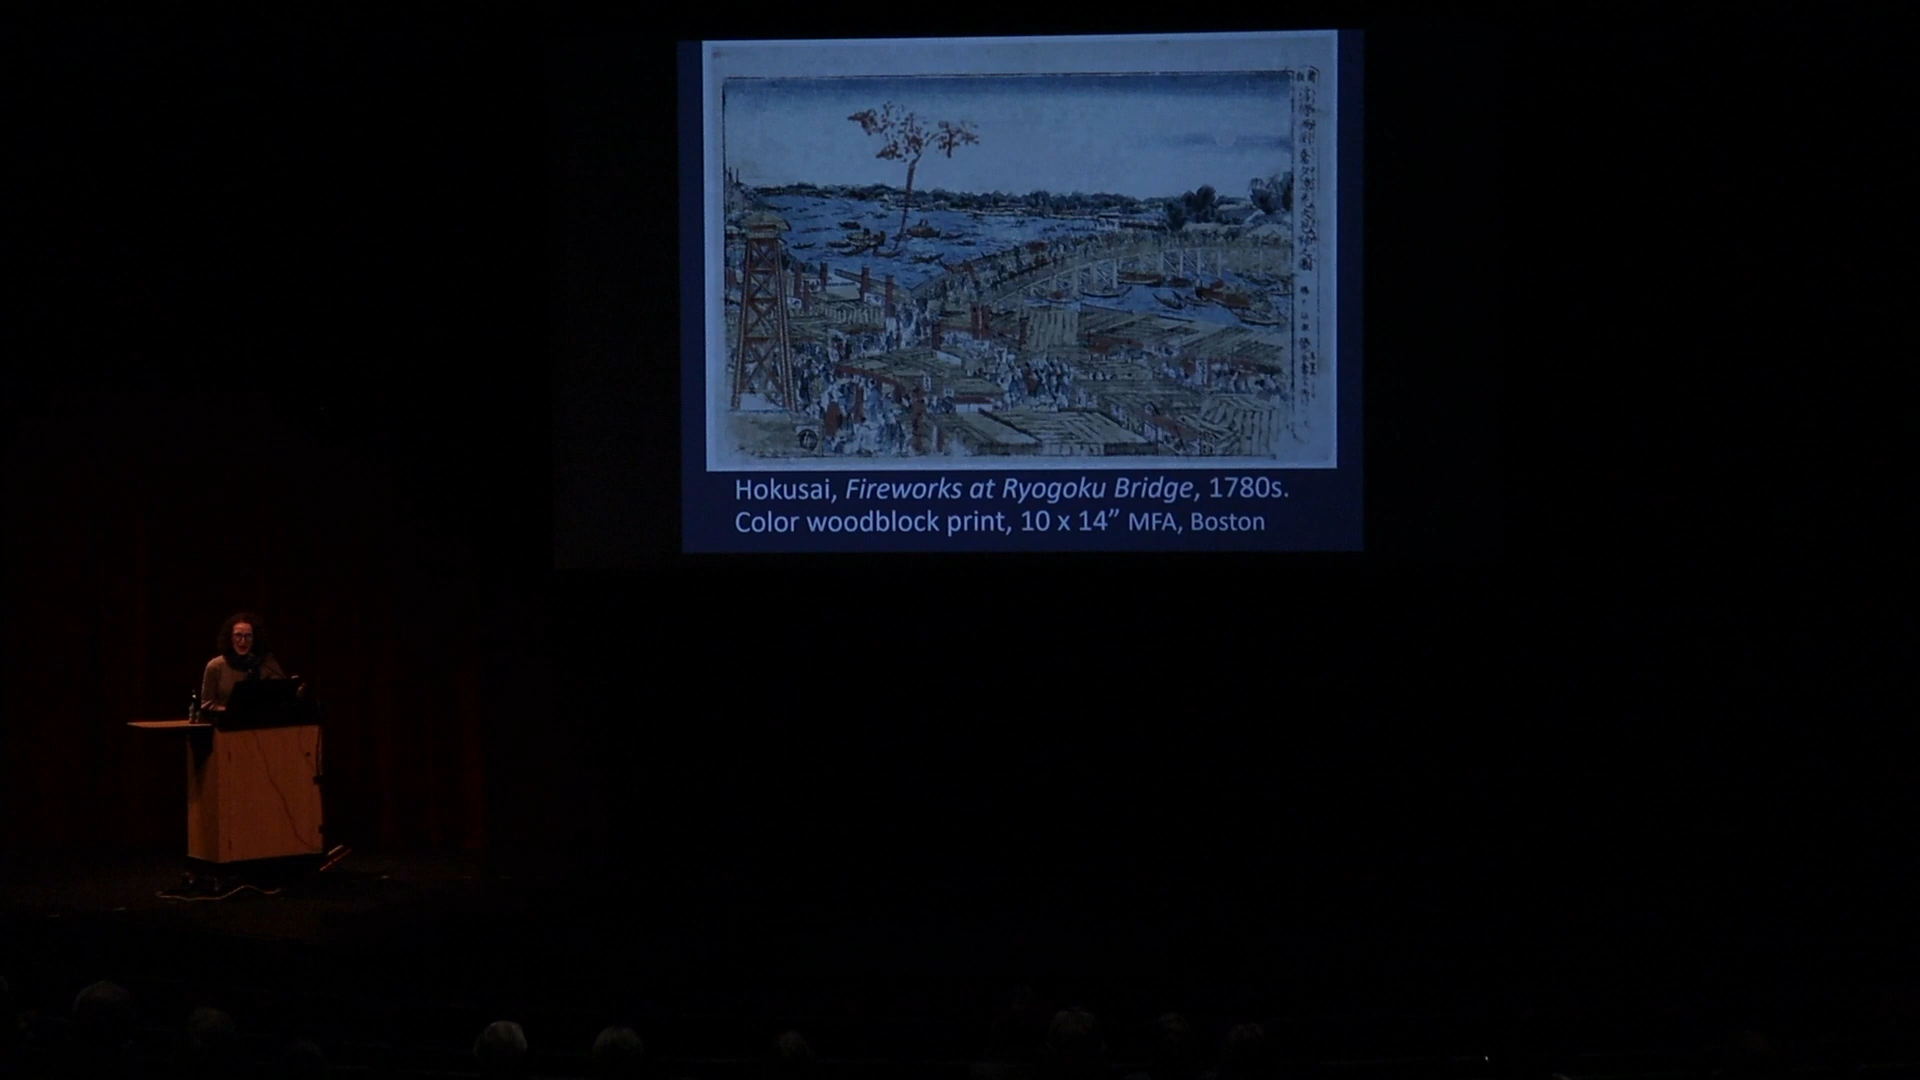 Hokusai, Fireworks at Ryogoku Bridge, 1780s.
Color woodblock print, 10 x 14” MFA, Boston